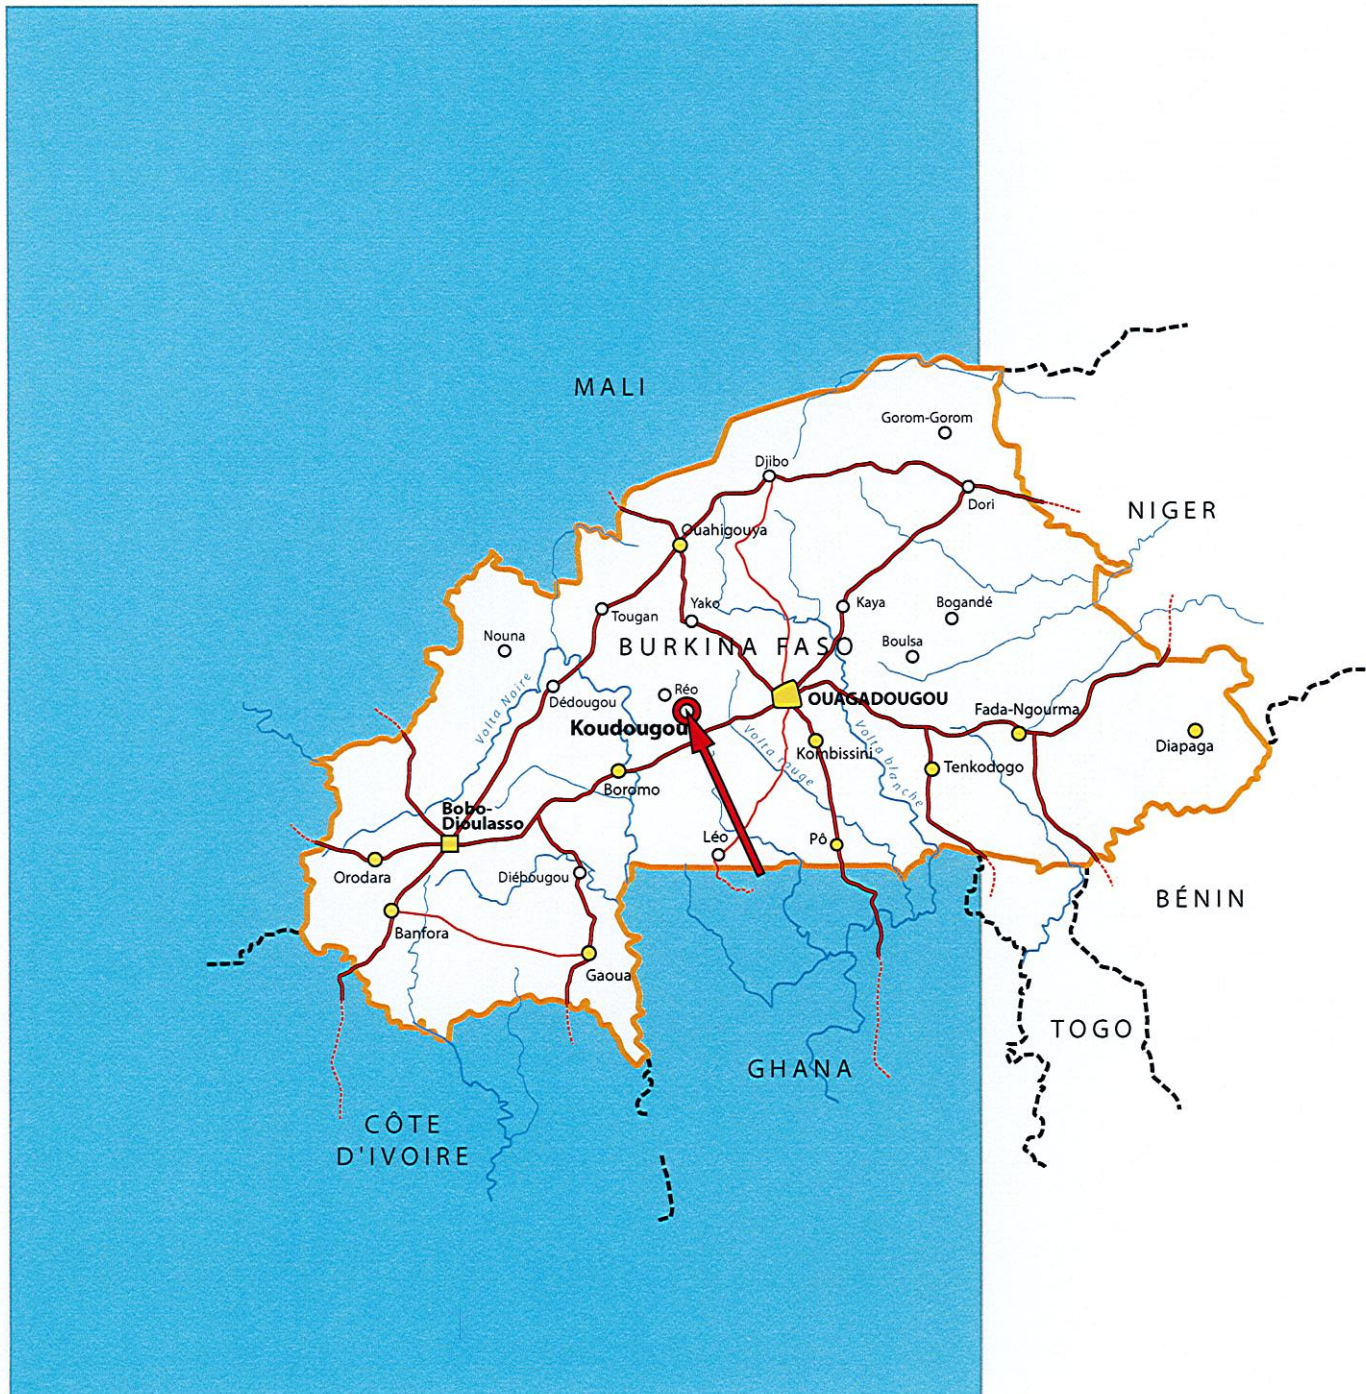 MALI
Gorom-Gorom
Djibo
Dori
NIGER
Ouahigouya
Tougan
Yako
Kaya
Bogandé
Nouna
BURKINA FASO
Boulsa
Volta Noire
Dédougou
Réo
OUAGADOUGOU
Koudougou
Fada-Ngourma
Diapaga
Volta rouge
Kombissini
Volta blanche
Tenkodogo
Boromo
Bobo-
Dioulasso
Léo
Pô
Orodara
Diébougou
BÉNIN
Banfora
Gaoua
TOGO
GHANA
CÔTE
D'IVOIRE